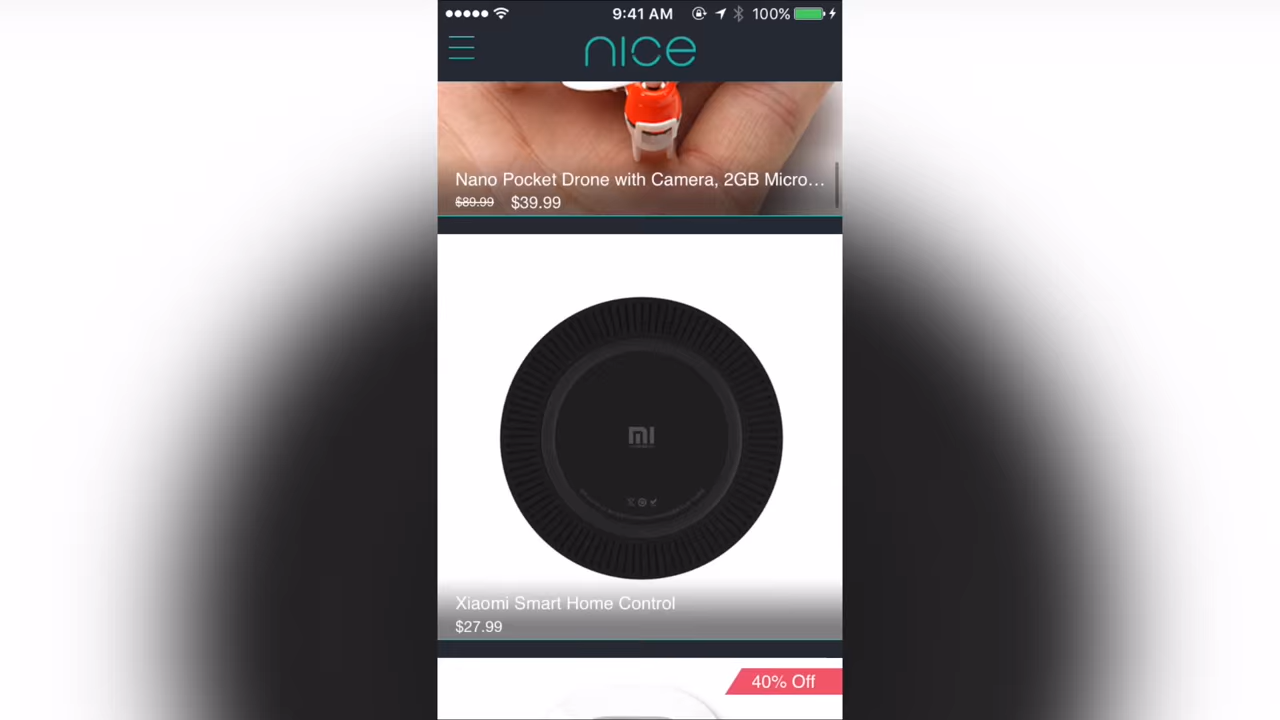 9:41 AM 100%
nice
Nano Pocket Drone with Camera, 2GB Micro...
$89.99 $39.99
mi
Xiaomi Smart Home Control
$27.99
40% Off